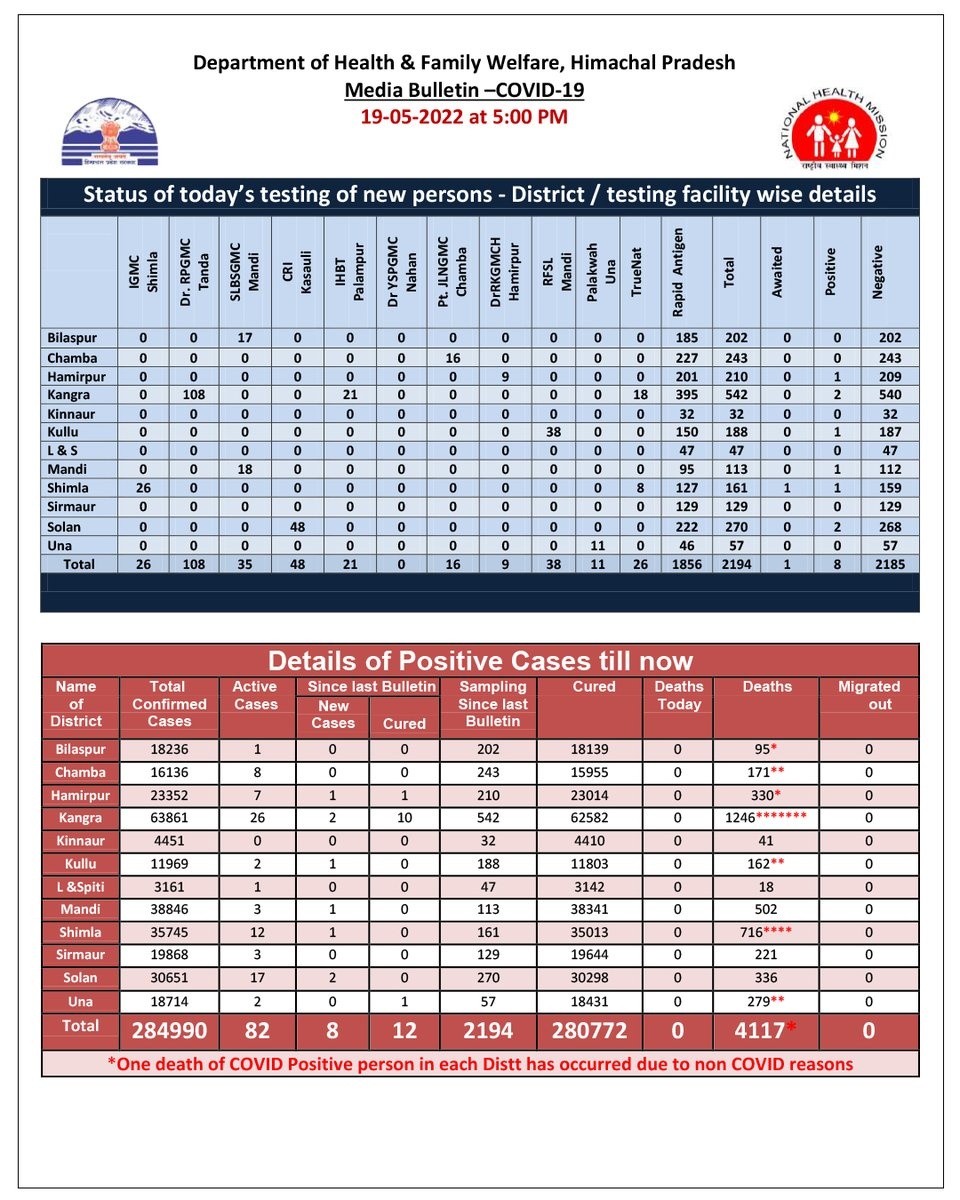 Department of Health & Family Welfare, Himachal Pradesh
Media Bulletin –COVID-19
19-05-2022 at 5:00 PM
NATIONAL HEALTH MISSION
राष्ट्रीय स्वास्थ्य मिशन
Status of today's testing of new persons - District / testing facility wise details
IGMC Shimla Dr. RPGMC Tanda SLBSGMC Mandi CRI Kasauli IHBT Palampur Dr YSPGMC Nahan Pt. JLNGMC Chamba DrRKGMCH Hamirpur RFSL Mandi Palakwah Una TrueNat Rapid Antigen Total Awaited Positive Negative
Bilaspur 0 0 17 0 0 0 0 0 0 0 0 185 202 0 0 202
Chamba 0 0 0 0 0 0 16 0 0 0 0 227 243 0 0 243
Hamirpur 0 0 0 0 0 0 0 9 0 0 0 201 210 0 1 209
Kangra 0 108 0 0 21 0 0 0 0 0 18 395 542 0 2 540
Kinnaur 0 0 0 0 0 0 0 0 0 0 0 32 32 0 0 32
Kullu 0 0 0 0 0 0 0 0 38 0 0 150 188 0 1 187
L & S 0 0 0 0 0 0 0 0 0 0 0 47 47 0 0 47
Mandi 0 0 18 0 0 0 0 0 0 0 0 95 113 0 1 112
Shimla 26 0 0 0 0 0 0 0 0 0 8 127 161 1 1 159
Sirmaur 0 0 0 0 0 0 0 0 0 0 0 129 129 0 0 129
Solan 0 0 0 48 0 0 0 0 0 0 0 222 270 0 2 268
Una 0 0 0 0 0 0 0 0 0 11 0 46 57 0 0 57
Total 26 108 35 48 21 0 16 9 38 11 26 1856 2194 1 8 2185
Details of Positive Cases till now
Name of District Total Confirmed Cases Active Cases Since last Bulletin New Cases Cured Sampling Since last Bulletin Cured Deaths Today Deaths Migrated out
Bilaspur 18236 1 0 0 202 18139 0 95* 0
Chamba 16136 8 0 0 243 15955 0 171** 0
Hamirpur 23352 7 1 1 210 23014 0 330* 0
Kangra 63861 26 2 10 542 62582 0 1246******* 0
Kinnaur 4451 0 0 0 32 4410 0 41 0
Kullu 11969 2 1 0 188 11803 0 162** 0
L &Spiti 3161 1 0 0 47 3142 0 18 0
Mandi 38846 3 1 0 113 38341 0 502 0
Shimla 35745 12 1 0 161 35013 0 716**** 0
Sirmaur 19868 3 0 0 129 19644 0 221 0
Solan 30651 17 2 0 270 30298 0 336 0
Una 18714 2 0 1 57 18431 0 279** 0
Total 284990 82 8 12 2194 280772 0 4117* 0
*One death of COVID Positive person in each Distt has occurred due to non COVID reasons